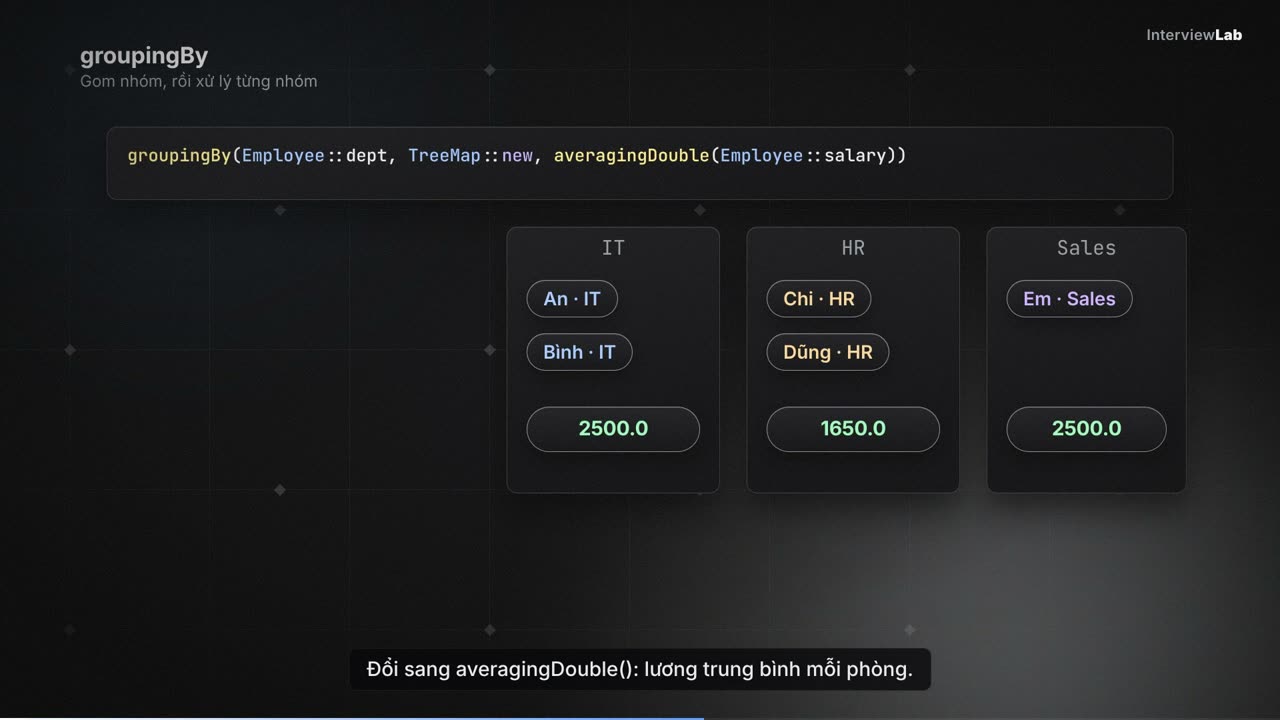 InterviewLab
groupingBy
Gom nhóm, rồi xử lý từng nhóm
groupingBy(Employee::dept, TreeMap::new, averagingDouble(Employee::salary))
IT
An · IT
Bình · IT
2500.0
HR
Chi · HR
Dũng · HR
1650.0
Sales
Em · Sales
2500.0
Đổi sang averagingDouble(): lương trung bình mỗi phòng.